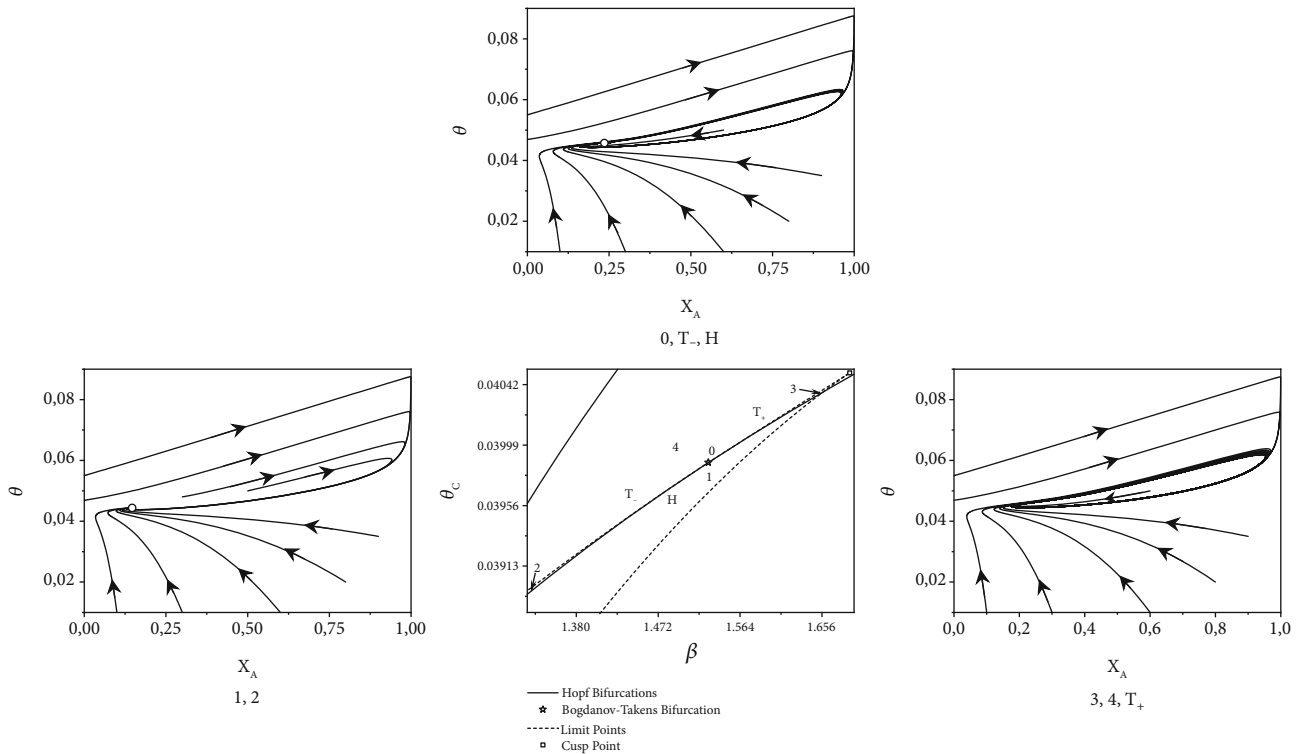 0,08
0,06
θ
0,04
0,02
0,00 0,25 0,50 0,75 1,00
X_A
0, T₋, H
0,08
0,06
θ
0,04
0,02
0,00 0,25 0,50 0,75 1,00
X_A
1, 2
0.04042
0.03999
θ_C
0.03956
0.03913
3
T₊
4
0
1
T₋
H
2
1.380 1.472 1.564 1.656
β
Hopf Bifurcations
Bogdanov-Takens Bifurcation
Limit Points
Cusp Point
0,08
0,06
θ
0,04
0,02
0,0 0,2 0,4 0,6 0,8 1,0
X_A
3, 4, T₊